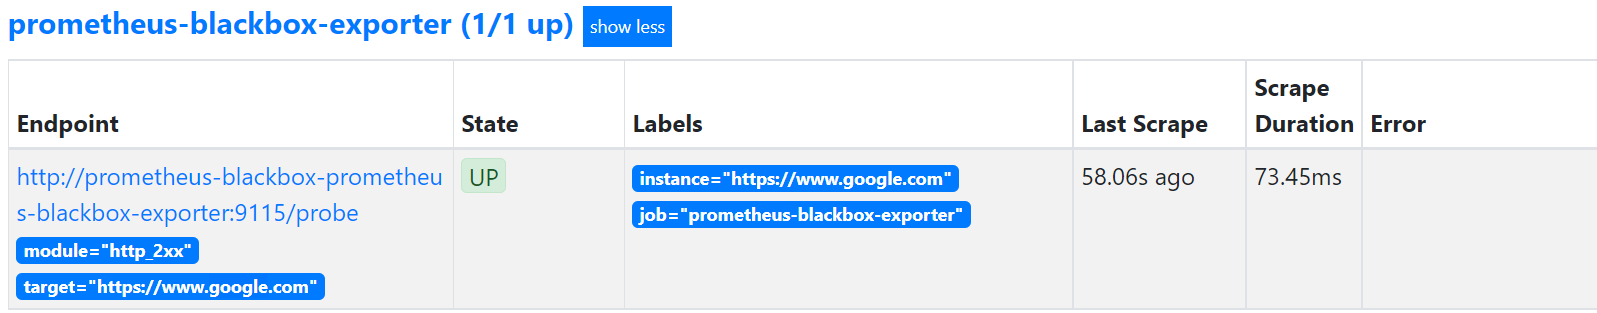 prometheus-blackbox-exporter (1/1 up) show less
Endpoint State Labels Last Scrape Scrape Duration Error
http://prometheus-blackbox-prometheu
s-blackbox-exporter:9115/probe
module="http_2xx"
target="https://www.google.com"
UP
instance="https://www.google.com"
job="prometheus-blackbox-exporter"
58.06s ago
73.45ms